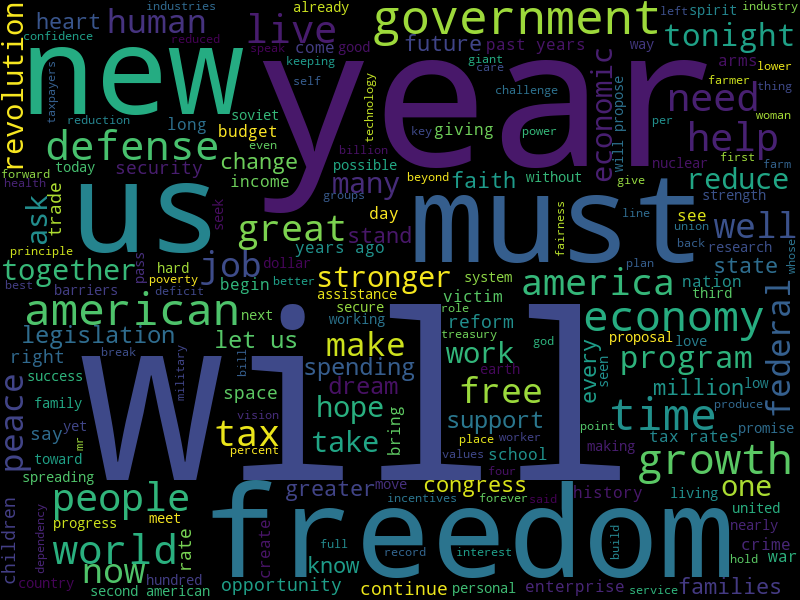 industries
already
left
spirit
industry
confidence
heart
human
live
reduced
speak
come
good
government
future
past years
way
tonight
new
year
revolution
taxpayers
keeping
self
giant
care
challenge
economic
will propose
arms
lower
farmer
thing
need
woman
reduction
long
soviet
budget
even
technology
billion
key
giving
power
per
help
defense
change
today
security
possible
nuclear
first
farm
forward
health
income
many
groups
beyond
faith
without
give
reduce
strength
us
must
ask
trade
seek
day
fairness
line
union
see
well
great
stand
back
research
principle
years ago
plan
state
whose
together
pass
job
hard
poverty
dollar
stronger
system
america
nation
best
barriers
deficit
begin
better
assistance
victim
third
american
next
secure
role
economy
legislation
working
reform
treasury
proposal
love
let us
make
god
right
break
bill
work
every
seen
program
federal
will
military
spending
earth
success
dream
free
million
low
peace
family
space
hope
vision
support
produce
say
yet
tax
take
bring
place
worker
point
time
promise
mr
toward
percent
values
school
making
tax rates
spreading
four
growth
people
greater
move
congress
history
living
one
incentives
forever
said
freedom
children
dependency
progress
meet
united
nearly
world
rate
create
full
record
interest
build
crime
know
hold
war
now
country
hundred
second american
opportunity
continue
personal
enterprise
service
families